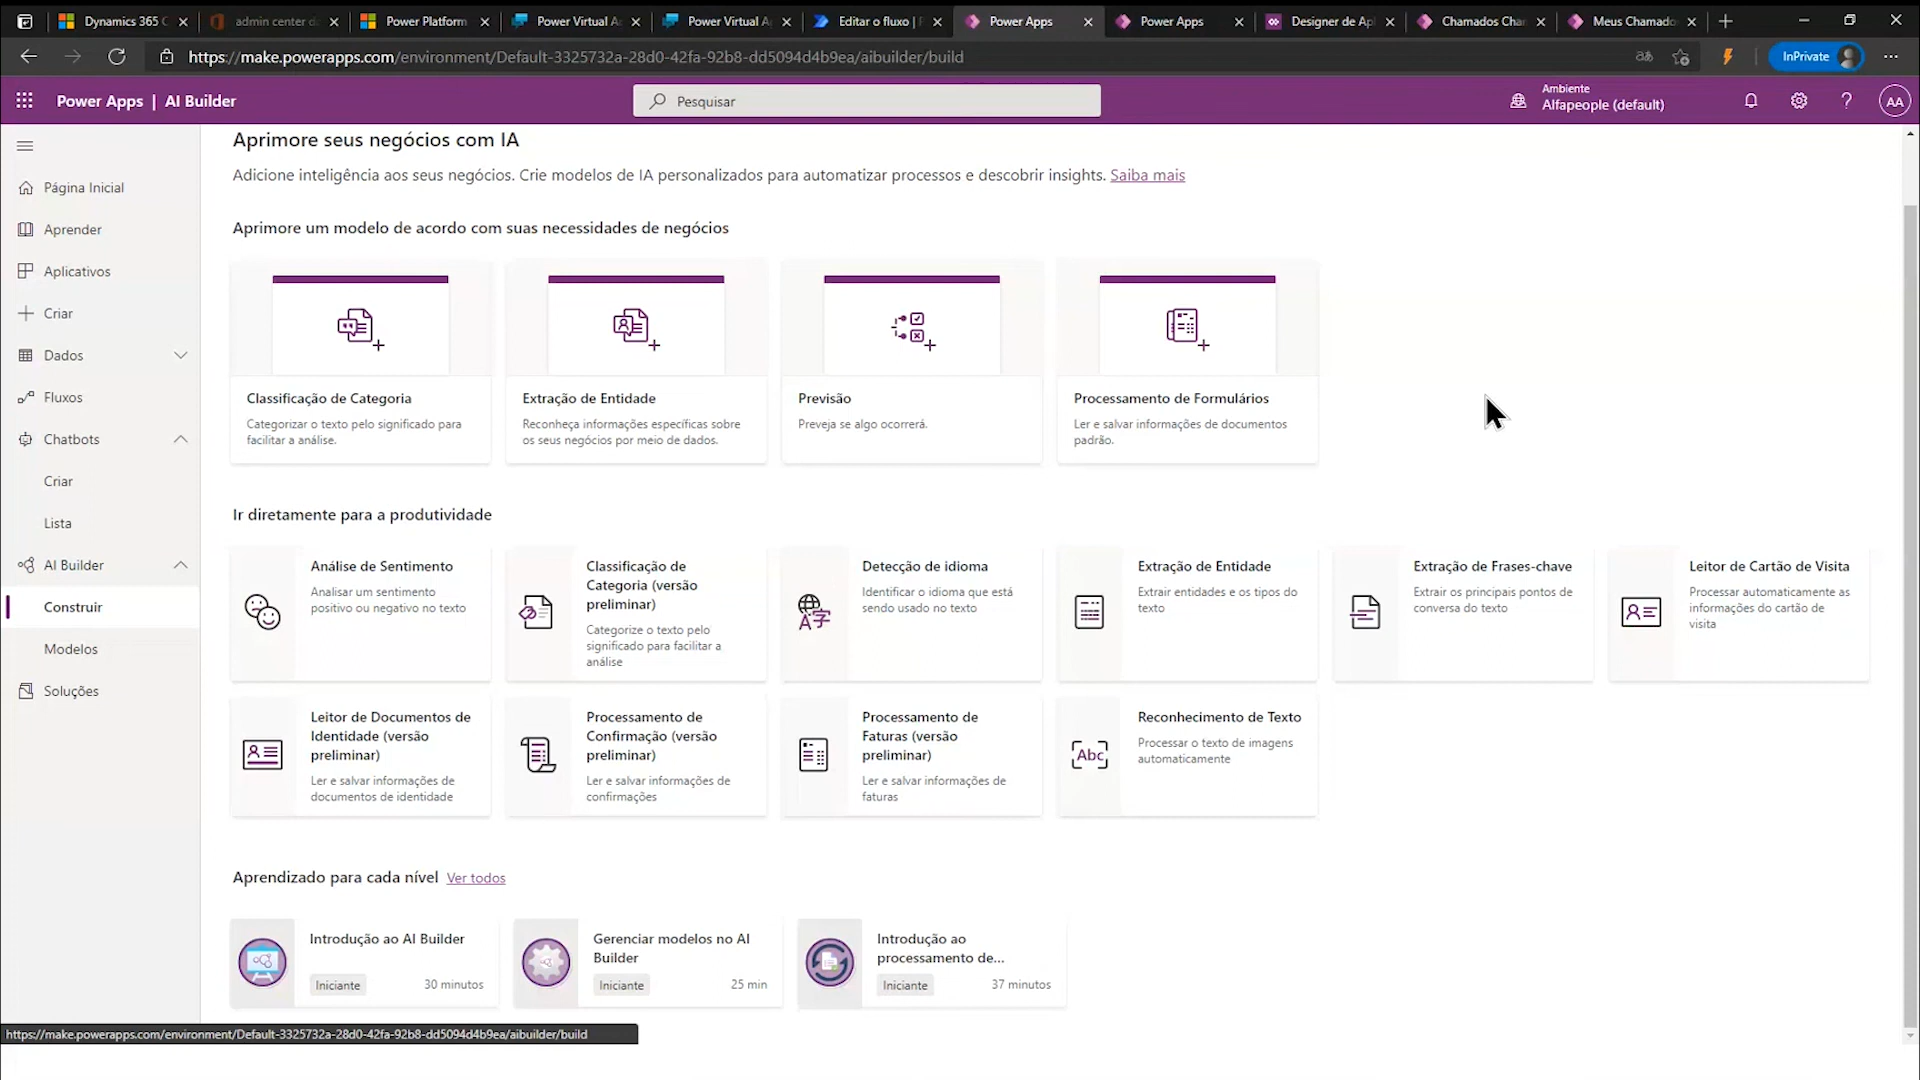 Dynamics 365 C
admin center d
Power Platform
Power Virtual A
Power Virtual A
Editar o fluxo |
Power Apps
Power Apps
Designer de Apl
Chamados Cha
Meus Chamado
https://make.powerapps.com/environment/Default-3325732a-28d0-42fa-92b8-dd5094d4b9ea/aibuilder/build
InPrivate
Power Apps | AI Builder
Pesquisar
Ambiente
Alfapeople (default)
AA
Página Inicial
Aprender
Aplicativos
Criar
Dados
Fluxos
Chatbots
Criar
Lista
AI Builder
Construir
Modelos
Soluções
Aprimore seus negócios com IA
Adicione inteligência aos seus negócios. Crie modelos de IA personalizados para automatizar processos e descobrir insights. Saiba mais
Aprimore um modelo de acordo com suas necessidades de negócios
Classificação de Categoria
Categorizar o texto pelo significado para
facilitar a análise.
Extração de Entidade
Reconheça informações específicas sobre
os seus negócios por meio de dados.
Previsão
Preveja se algo ocorrerá.
Processamento de Formulários
Ler e salvar informações de documentos
padrão.
Ir diretamente para a produtividade
Análise de Sentimento
Analisar um sentimento
positivo ou negativo no texto
Classificação de
Categoria (versão
preliminar)
Categorize o texto pelo
significado para facilitar a
análise
Detecção de idioma
Identificar o idioma que está
sendo usado no texto
Extração de Entidade
Extrair entidades e os tipos do
texto
Extração de Frases-chave
Extrair os principais pontos de
conversa do texto
Leitor de Cartão de Visita
Processar automaticamente as
informações do cartão de
visita
Leitor de Documentos de
Identidade (versão
preliminar)
Ler e salvar informações de
documentos de identidade
Processamento de
Confirmação (versão
preliminar)
Ler e salvar informações de
confirmações
Processamento de
Faturas (versão
preliminar)
Ler e salvar informações de
faturas
Abc
Reconhecimento de Texto
Processar o texto de imagens
automaticamente
Aprendizado para cada nível Ver todos
Introdução ao AI Builder
Iniciante 30 minutos
Gerenciar modelos no AI
Builder
Iniciante 25 min
Introdução ao
processamento de...
Iniciante 37 minutos
https://make.powerapps.com/environment/Default-3325732a-28d0-42fa-92b8-dd5094d4b9ea/aibuilder/build